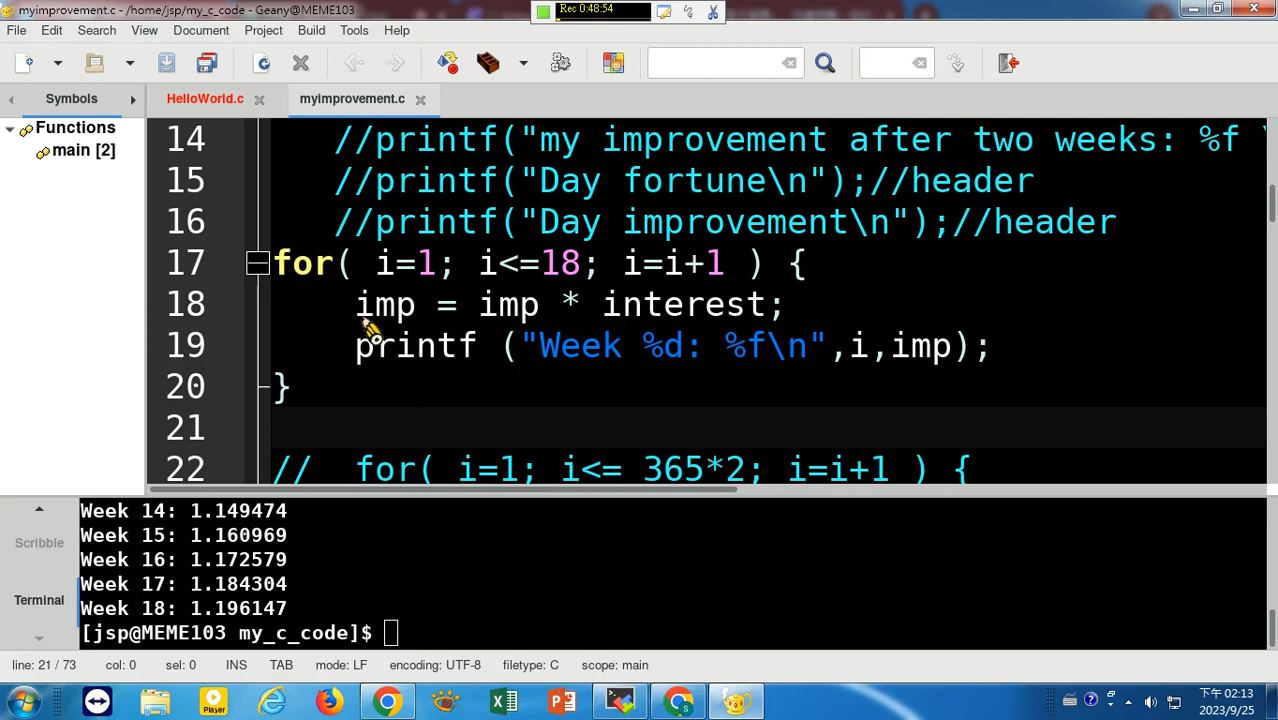 myimprovement.c - /home/jsp/my_c_code - Geany@MEME103
Rec 0:48:54
File Edit Search View Document Project Build Tools Help
Symbols HelloWorld.c myimprovement.c
Functions
main [2]
14 //printf("my improvement after two weeks: %f \
15 //printf("Day fortune\n");//header
16 //printf("Day improvement\n");//header
17 for( i=1; i<=18; i=i+1 ) {
18 imp = imp * interest;
19 printf ("Week %d: %f\n",i,imp);
20 }
21
22 // for( i=1; i<= 365*2; i=i+1 ) {
Scribble
Terminal
Week 14: 1.149474
Week 15: 1.160969
Week 16: 1.172579
Week 17: 1.184304
Week 18: 1.196147
[jsp@MEME103 my_c_code]$
line: 21 / 73 col: 0 sel: 0 INS TAB mode: LF encoding: UTF-8 filetype: C scope: main
Player
下午 02:13
2023/9/25